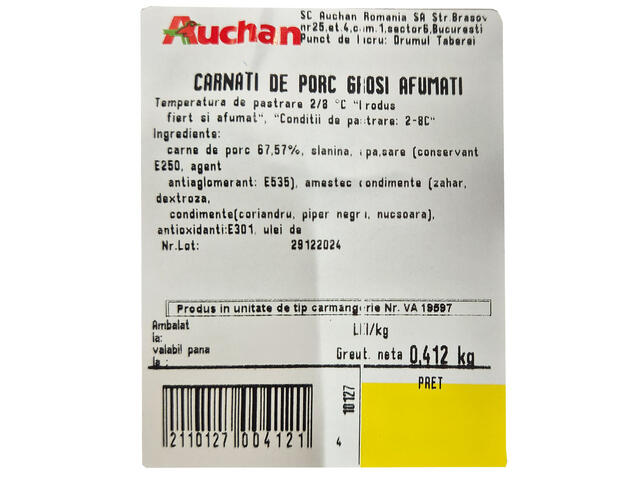 Auchan
SC Auchan Romania SA Str.Brasov
nr25,et.4,cam.1,sector6,Bucuresti
Punct de lucru: Drumul Taberei
CARNATI DE PORC GROSI AFUMATI
Temperatura de pastrare 2/8 °C "Produs
fiert si afumat", "Conditii de pastrare: 2-8C"
Ingrediente:
carne de porc 67,57%, slanina, apa,sare (conservant
E250, agent
antiaglomerant: E535), amestec condimente (zahar,
dextroza,
condimente(coriandru, piper negru, nucsoara),
antioxidanti:E301, ulei de
Nr.Lot: 29122024
Produs in unitate de tip carmangerie Nr. VA 19597
Ambalat
la: LEI/kg
valabil pana
la : Greut. neta 0,412 kg
PRET
2110127 004121 4
10127